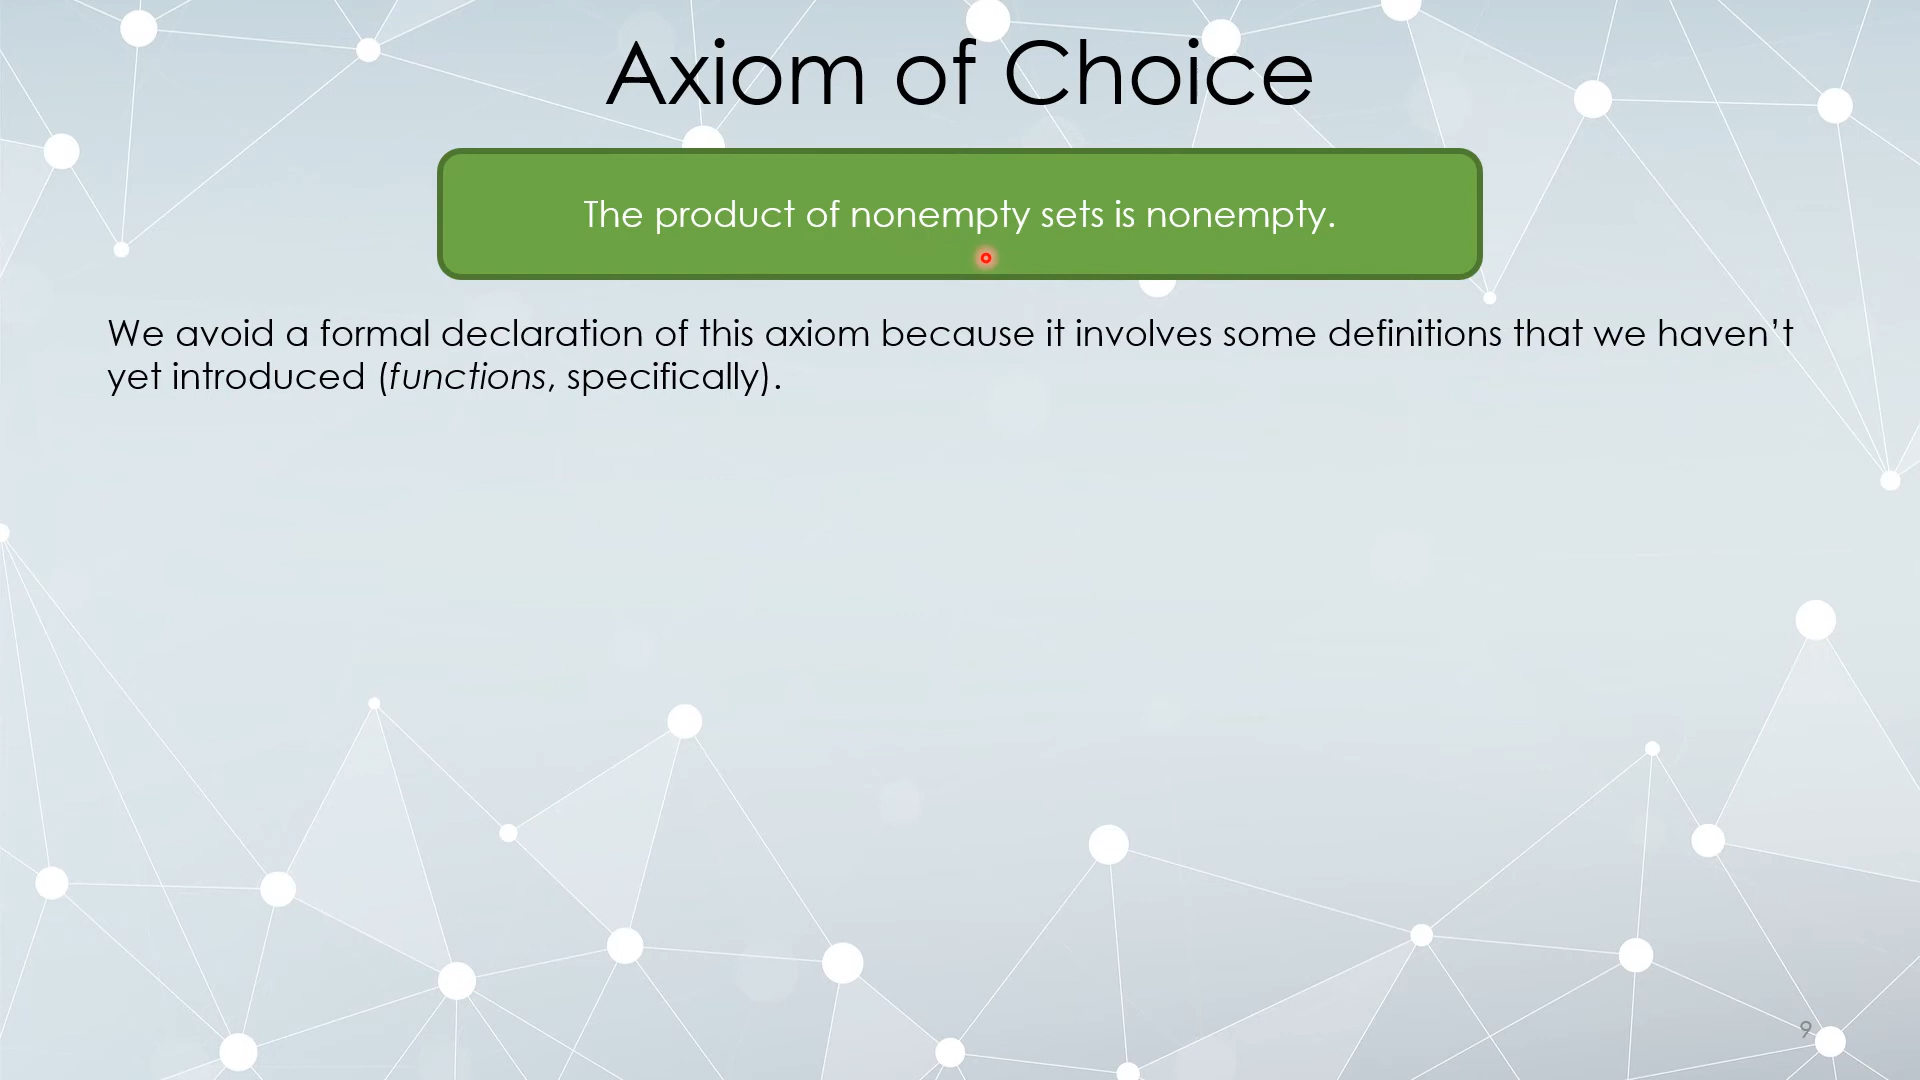 Axiom of Choice
The product of nonempty sets is nonempty.
We avoid a formal declaration of this axiom because it involves some definitions that we haven’t
yet introduced (functions, specifically).
9